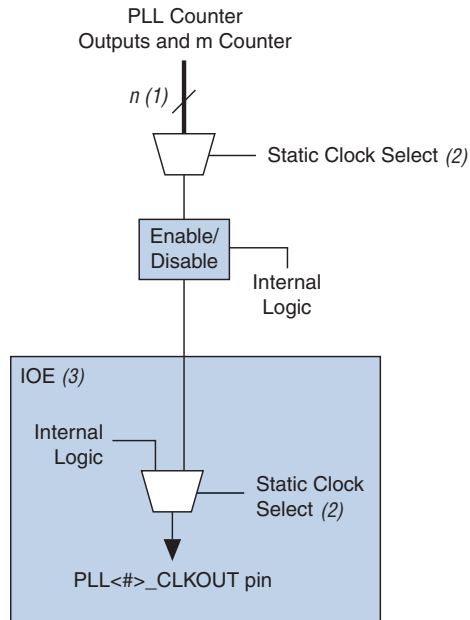 PLL Counter
Outputs and m Counter
n (1)
Static Clock Select (2)
Enable/
Disable
Internal
Logic
IOE (3)
Internal
Logic
Static Clock
Select (2)
PLL<#>_CLKOUT pin